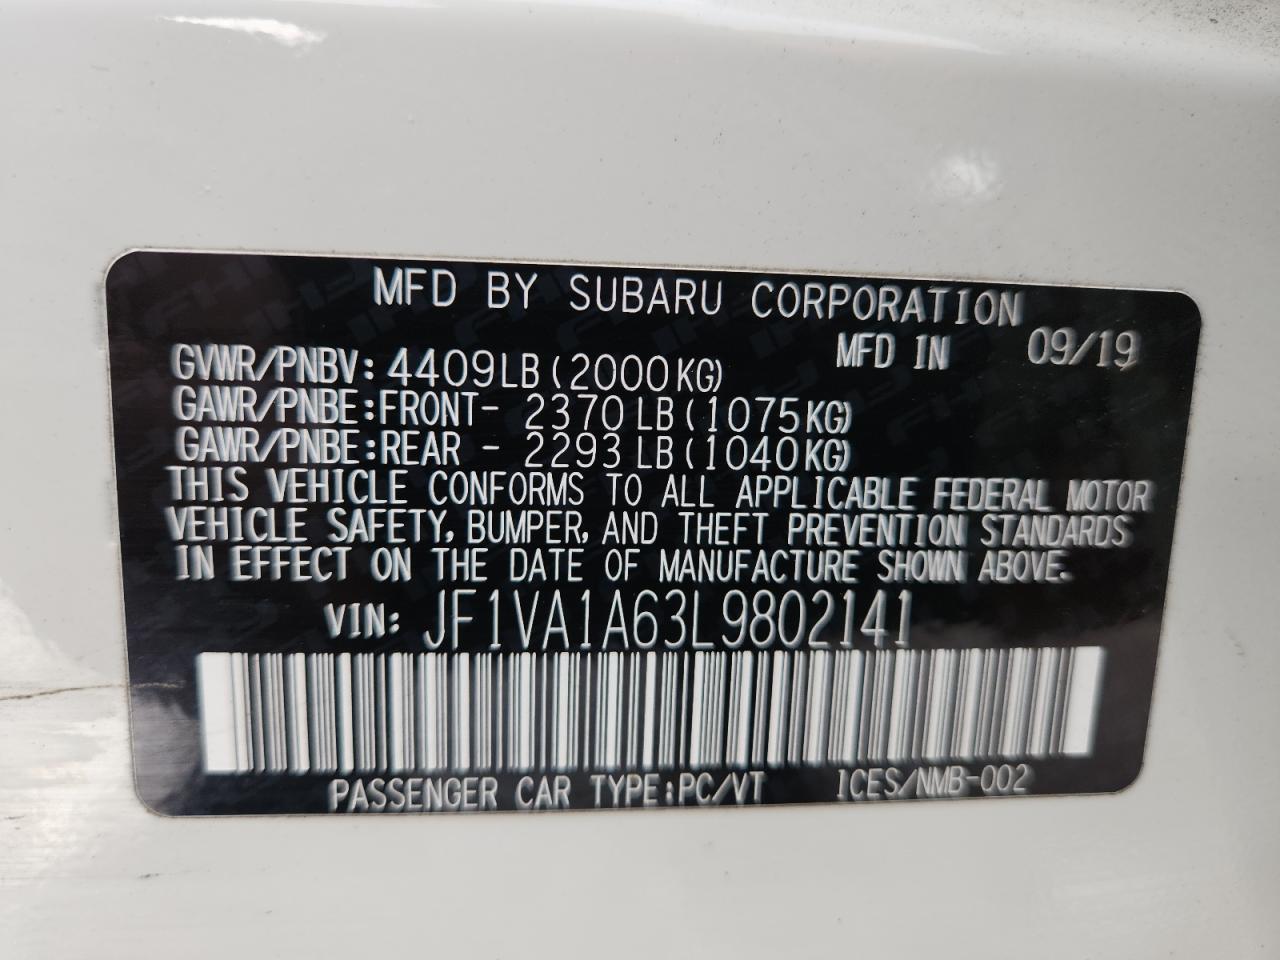 MFD BY SUBARU CORPORATION
MFD IN 09/19
GVWR/PNBV: 4409LB (2000KG)
GAWR/PNBE:FRONT- 2370 LB (1075KG)
GAWR/PNBE:REAR - 2293 LB (1040KG)
THIS VEHICLE CONFORMS TO ALL APPLICABLE FEDERAL MOTOR
VEHICLE SAFETY, BUMPER, AND THEFT PREVENTION STANDARDS
IN EFFECT ON THE DATE OF MANUFACTURE SHOWN ABOVE.
VIN: JF1VA1A63L9802141
PASSENGER CAR TYPE:PC/VT ICES/NMB-002